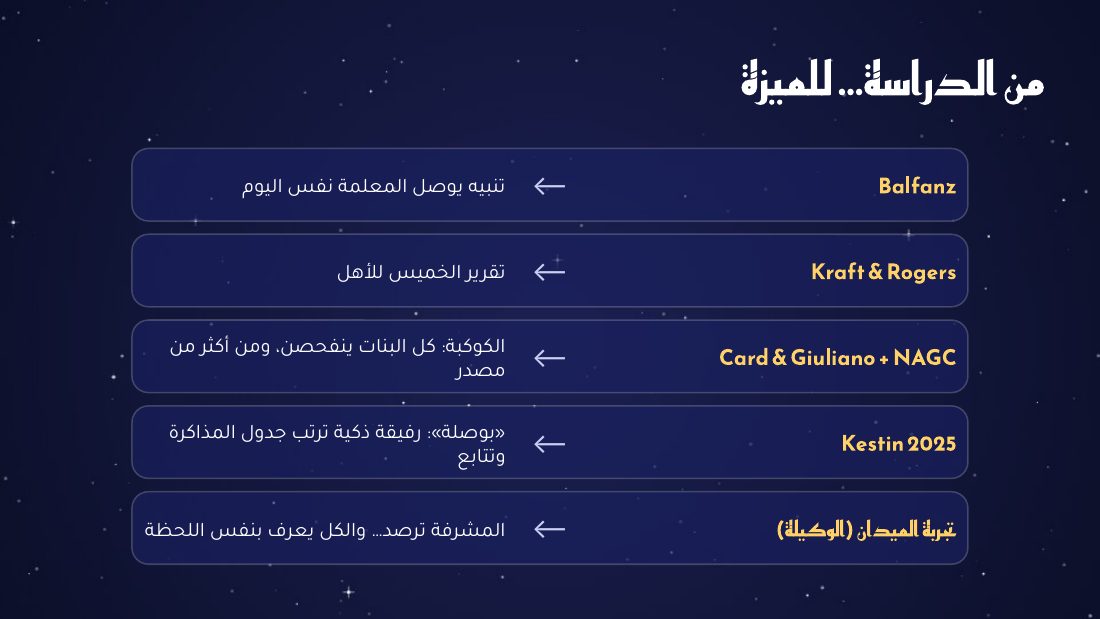 من الدراسة... للميزة
Balfanz
تنبيه يوصل المعلمة نفس اليوم
Kraft & Rogers
تقرير الخميس للأهل
Card & Giuliano + NAGC
الكوكبة: كل البنات ينفحصن، ومن أكثر من
مصدر
Kestin 2025
«بوصلة»: رفيقة ذكية ترتب جدول المذاكرة
وتتابع
تجربة الميدان (الوكيلة)
المشرفة ترصد... والكل يعرف بنفس اللحظة